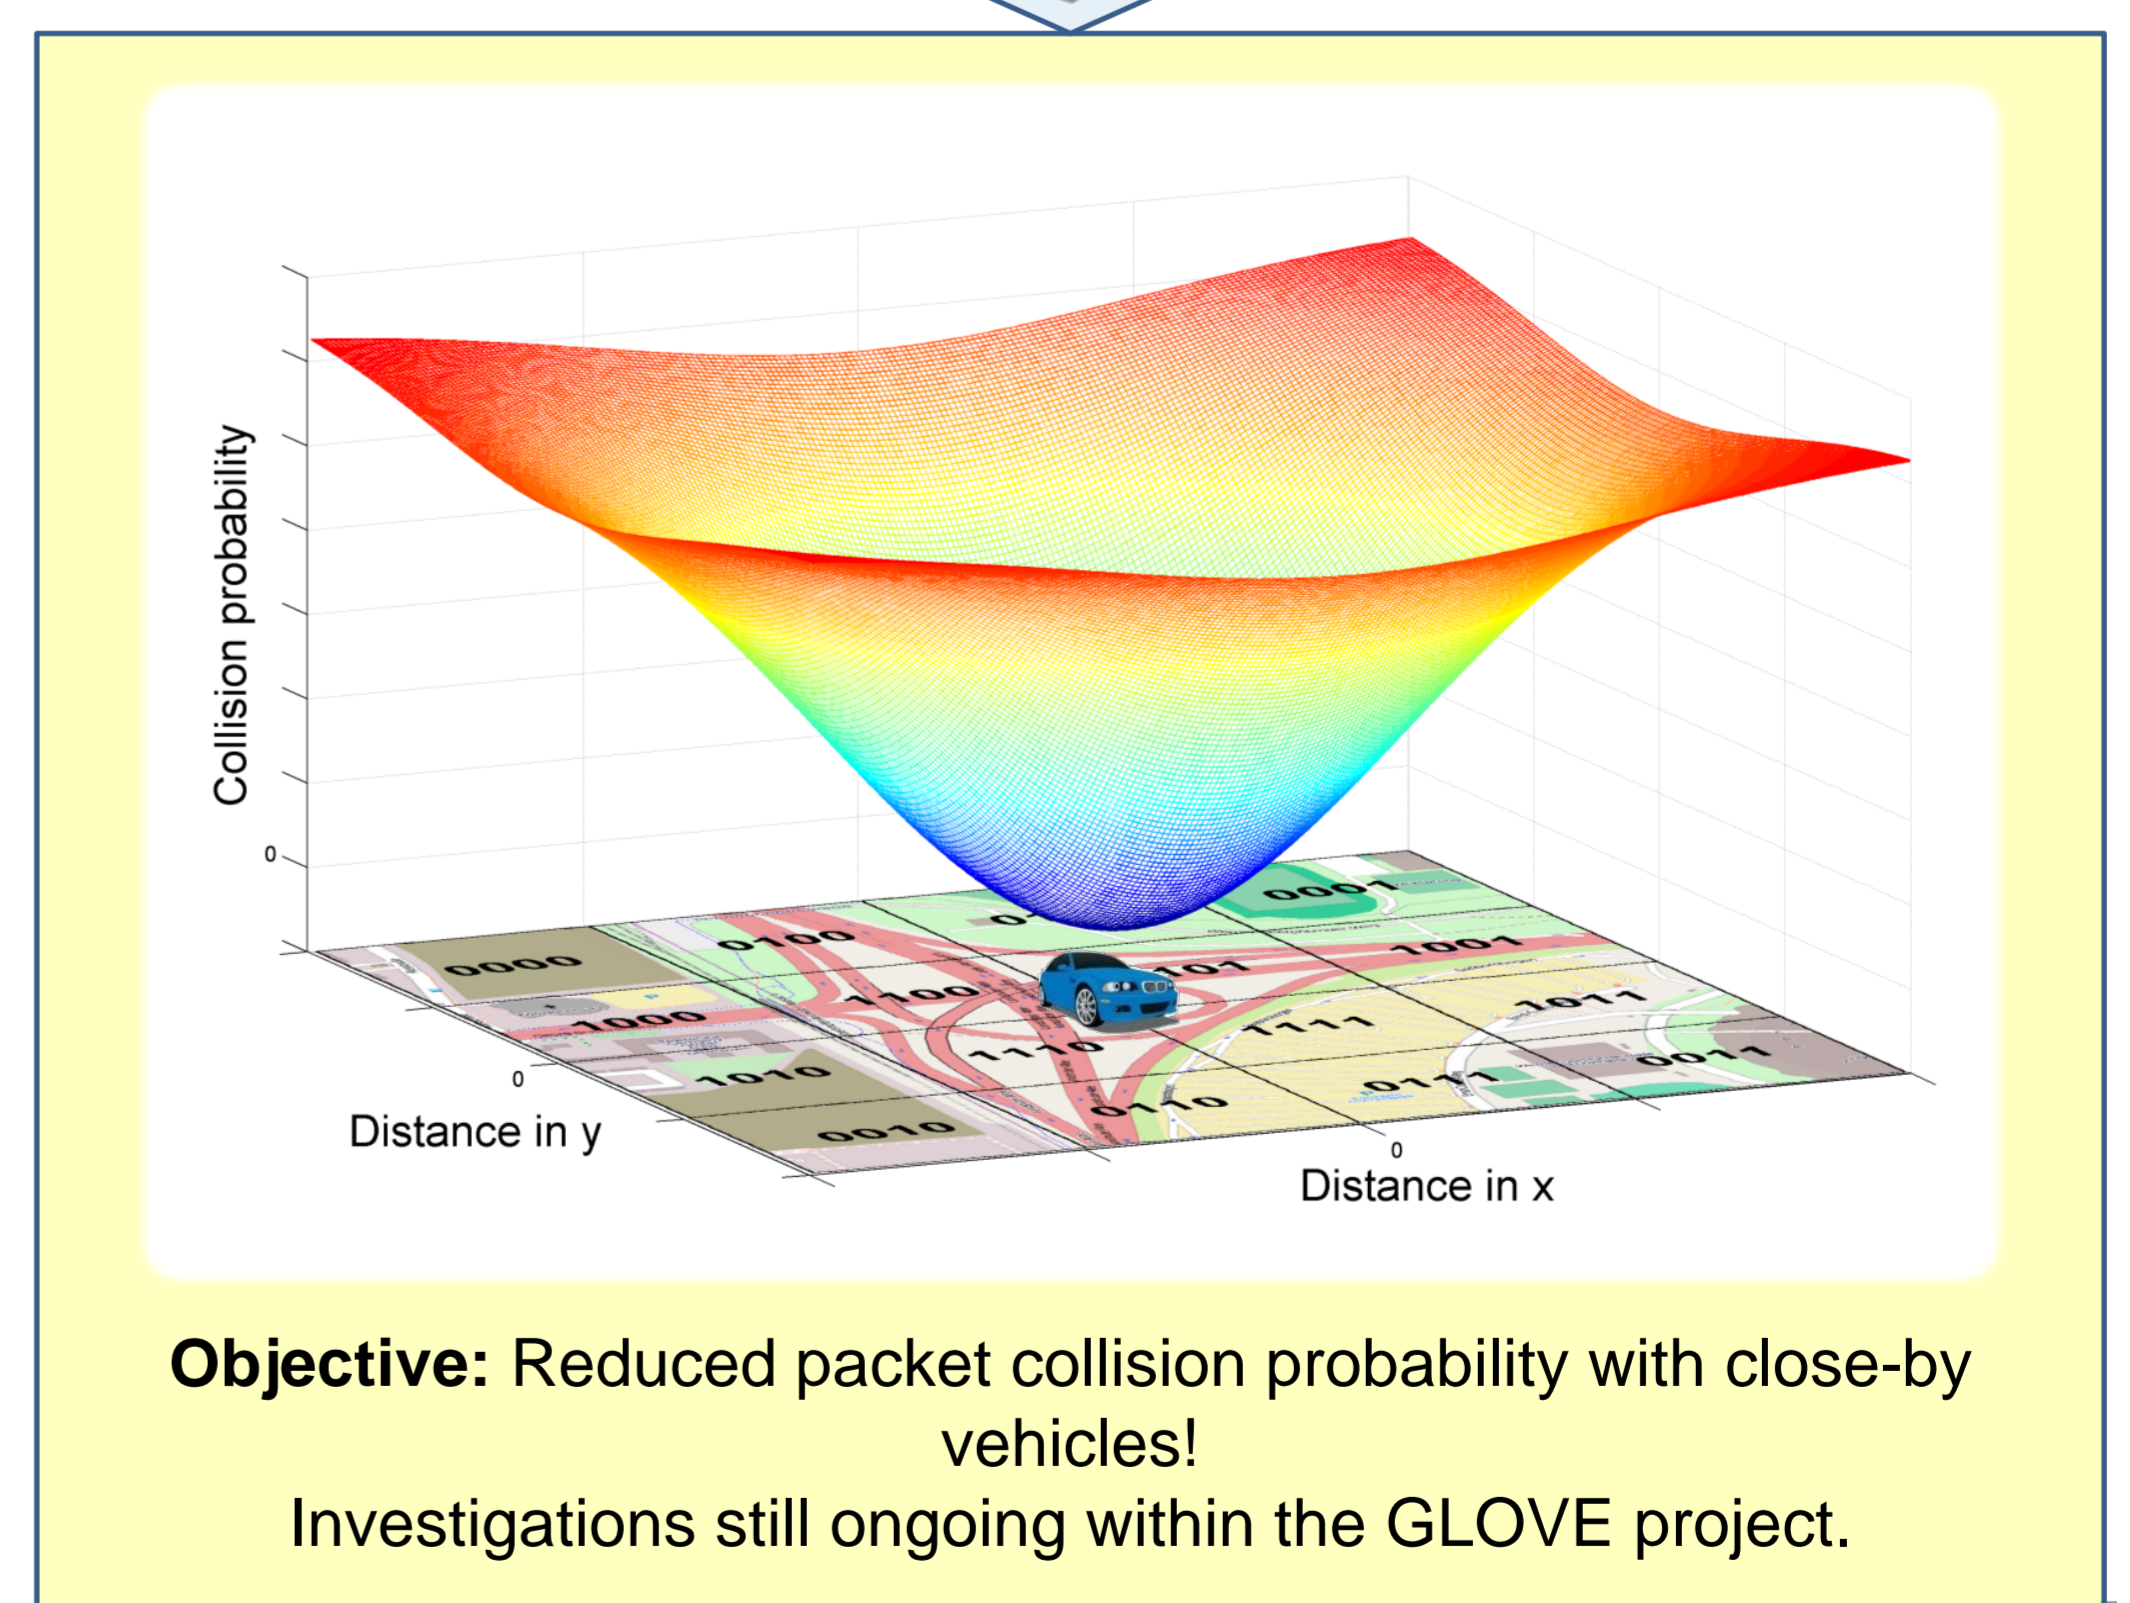 Collision probability
0
0000
0100
0001
1000
1100
1001
1010
1110
1111
1011
0010
0110
0111
0011
0
Distance in y
0
Distance in x
Objective: Reduced packet collision probability with close-by
vehicles!
Investigations still ongoing within the GLOVE project.